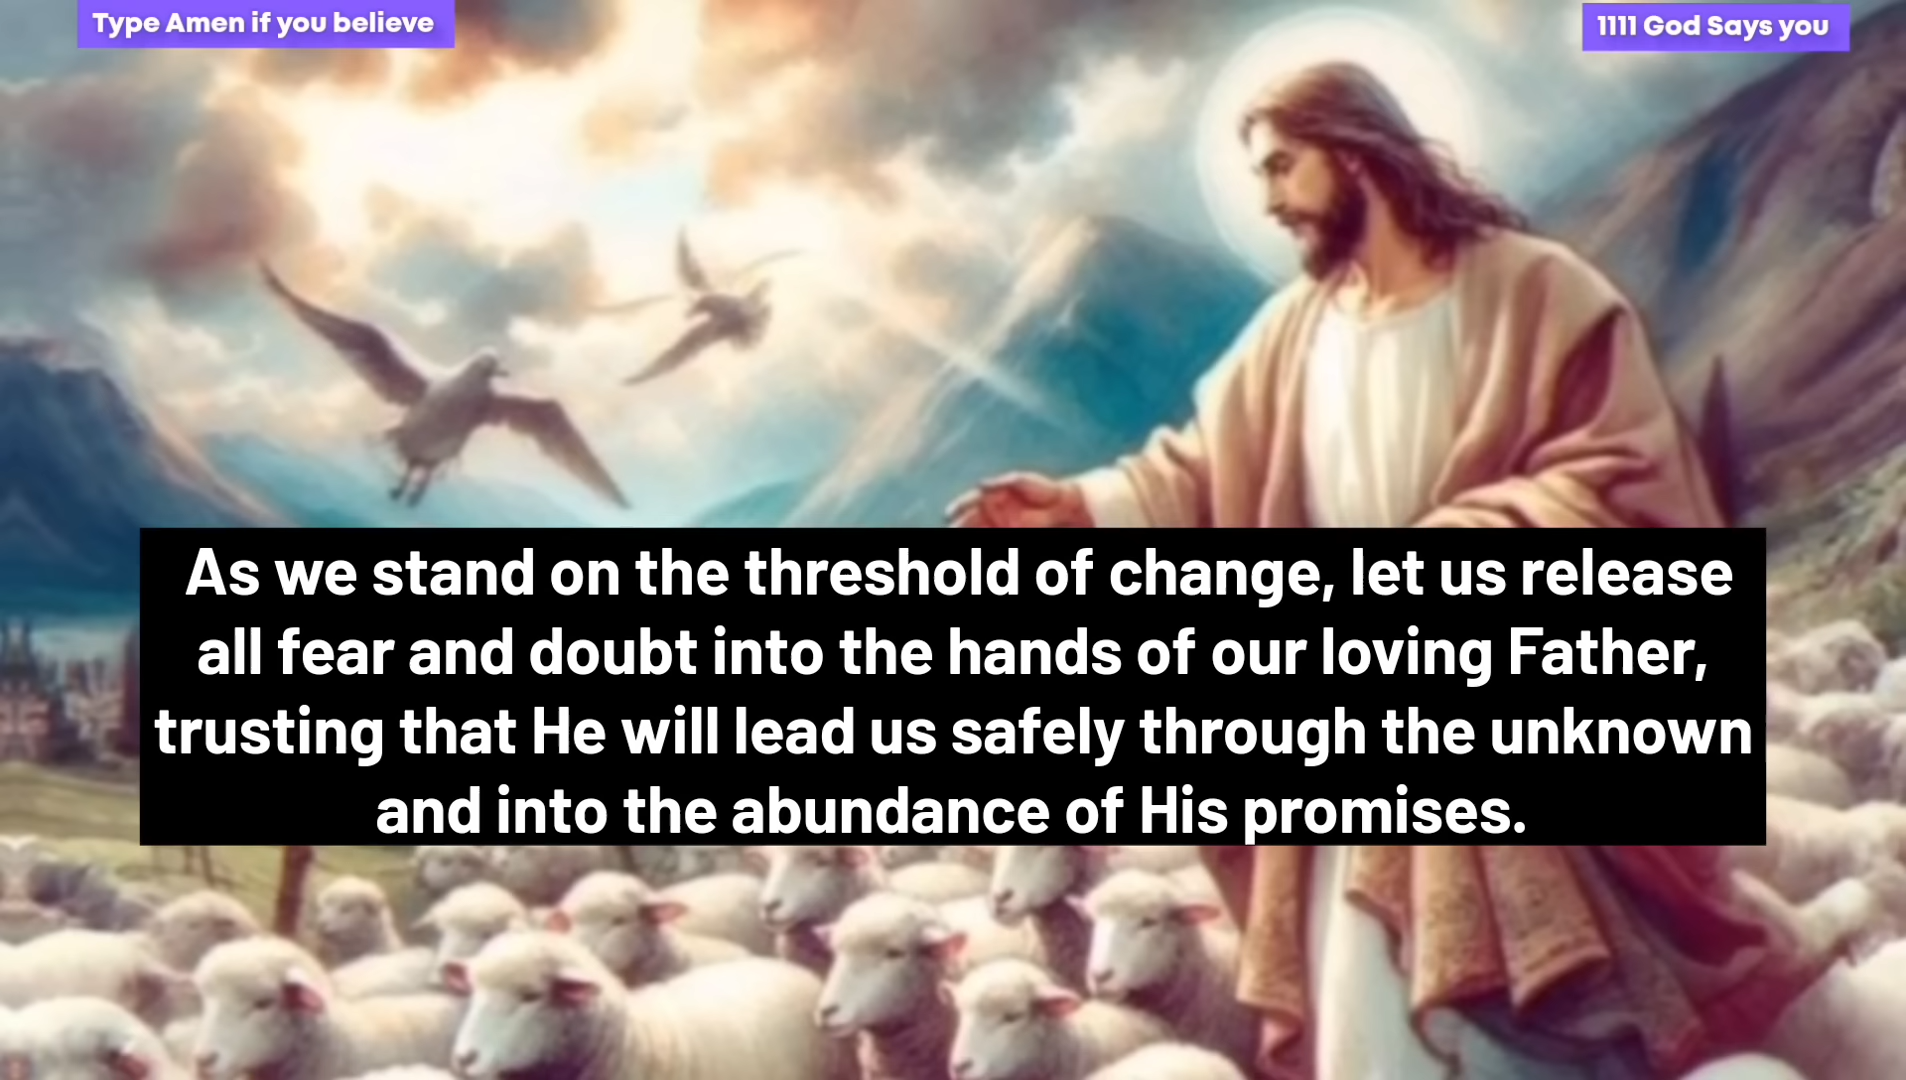 Type Amen if you believe
1111 God Says you
As we stand on the threshold of change, let us release
all fear and doubt into the hands of our loving Father,
trusting that He will lead us safely through the unknown
and into the abundance of His promises.